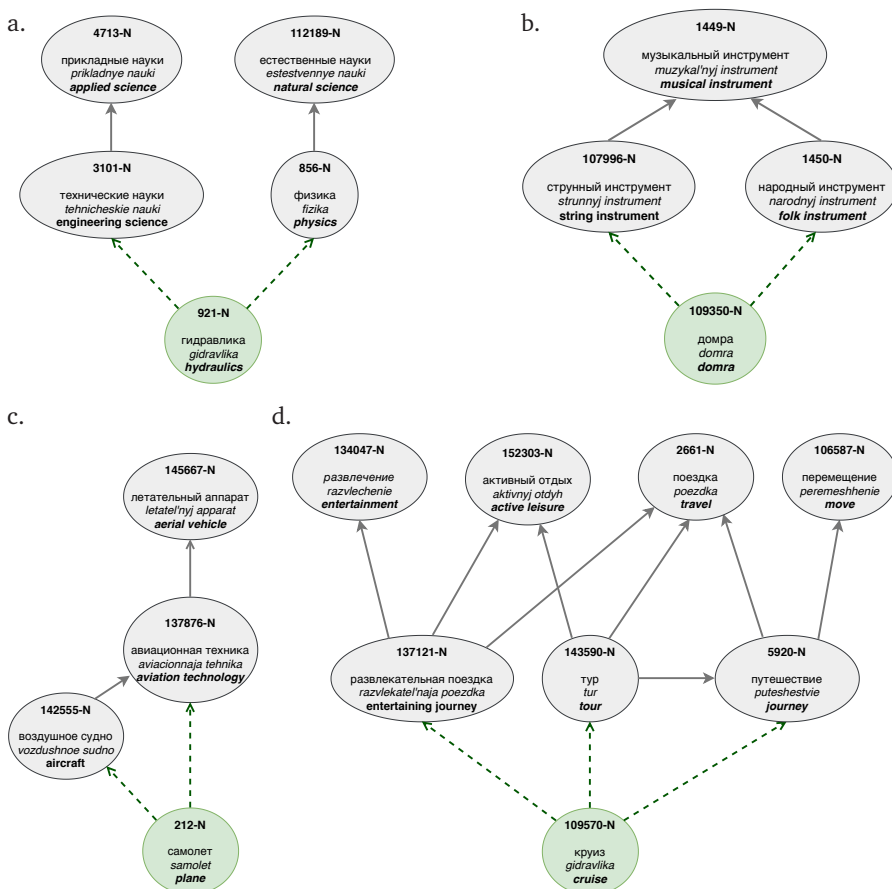 a.
4713-N
прикладные науки
prikladnye nauki
applied science
112189-N
естественные науки
estestvennye nauki
natural science
3101-N
технические науки
tehnicheskie nauki
engineering science
856-N
физика
fizika
physics
921-N
гидравлика
gidravlika
hydraulics
b.
1449-N
музыкальный инструмент
muzykal'nyj instrument
musical instrument
107996-N
струнный инструмент
strunnyj instrument
string instrument
1450-N
народный инструмент
narodnyj instrument
folk instrument
109350-N
домра
domra
domra
c.
145667-N
летательный аппарат
letatel'nyj apparat
aerial vehicle
137876-N
авиационная техника
aviacionnaja tehnika
aviation technology
142555-N
воздушное судно
vozdushnoe sudno
aircraft
212-N
самолет
samolet
plane
d.
134047-N
развлечение
razvlechenie
entertainment
152303-N
активный отдых
aktivnyj otdyh
active leisure
2661-N
поездка
poezdka
travel
106587-N
перемещение
peremeshhenie
move
137121-N
развлекательная поездка
razvlekatel'naja poezdka
entertaining journey
143590-N
тур
tur
tour
5920-N
путешествие
puteshestvie
journey
109570-N
круиз
gidravlika
cruise